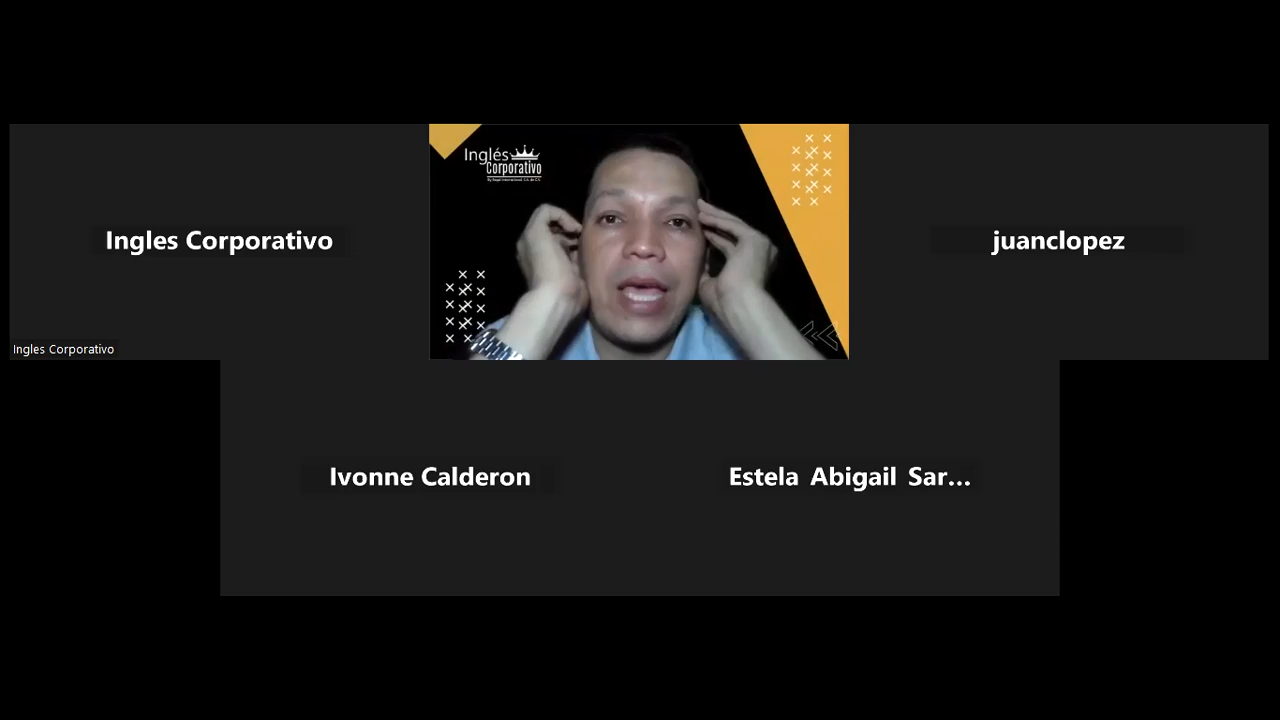 Ingles Corporativo
Inglés
Corporativo
juanclopez
Ingles Corporativo
Ivonne Calderon
Estela Abigail Sar...